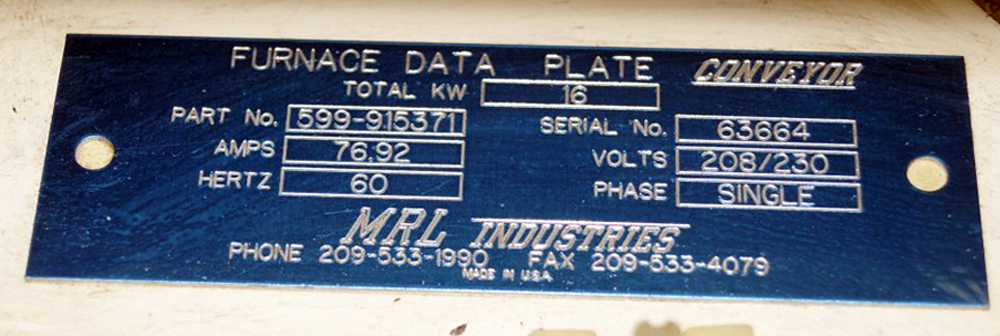 FURNACE DATA PLATE CONVEYOR
TOTAL KW 16
PART No. 599-915371 SERIAL No. 63664
AMPS 76.92 VOLTS 208/230
HERTZ 60 PHASE SINGLE
MRL INDUSTRIES
PHONE 209-533-1990 FAX 209-533-4079
MADE IN U.S.A.